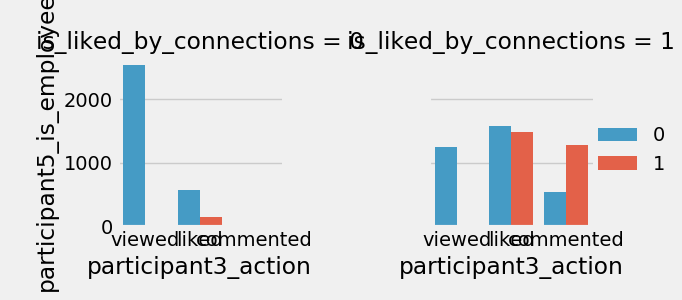 is_liked_by_connections = 0
is_liked_by_connections = 1
participant5_is_employee
2000
1000
0
viewed liked commented
viewed liked commented
participant3_action
participant3_action
0
1